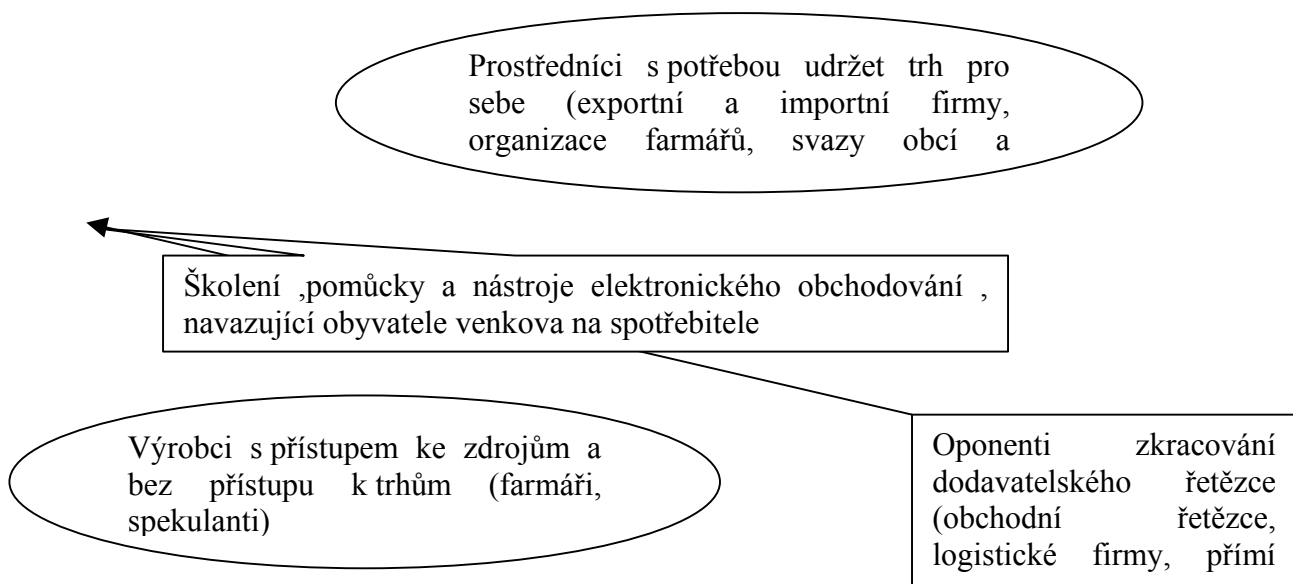 Prostředníci s potřebou udržet trh pro
sebe (exportní a importní firmy,
organizace farmářů, svazy obcí a
Školení ,pomůcky a nástroje elektronického obchodování ,
navazující obyvatele venkova na spotřebitele
Výrobci s přístupem ke zdrojům a
bez přístupu k trhům (farmáři,
spekulanti)
Oponenti zkracování
dodavatelského řetězce
(obchodní řetězce,
logistické firmy, přímí